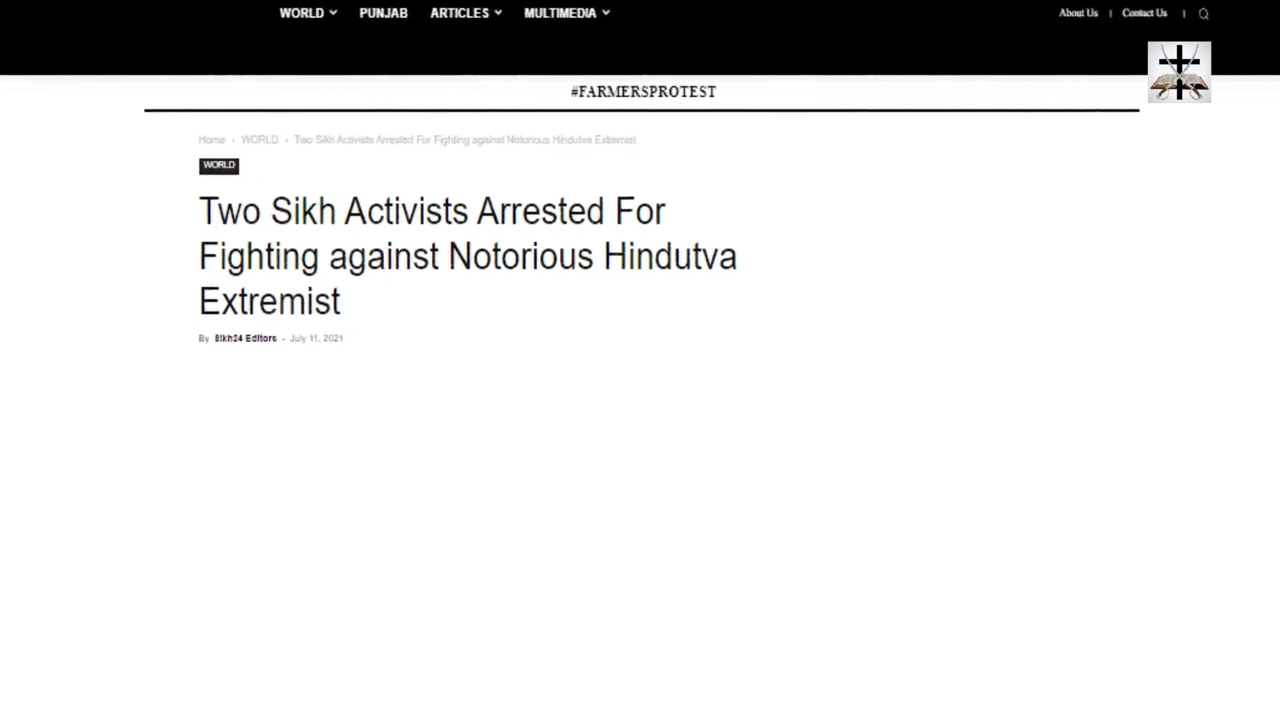 WORLD PUNJAB ARTICLES MULTIMEDIA About Us | Contact Us |
#FARMERSPROTEST
Home › WORLD › Two Sikh Activists Arrested For Fighting against Notorious Hindutva Extremist
WORLD
Two Sikh Activists Arrested For
Fighting against Notorious Hindutva
Extremist
By Sikh24 Editors - July 11, 2021